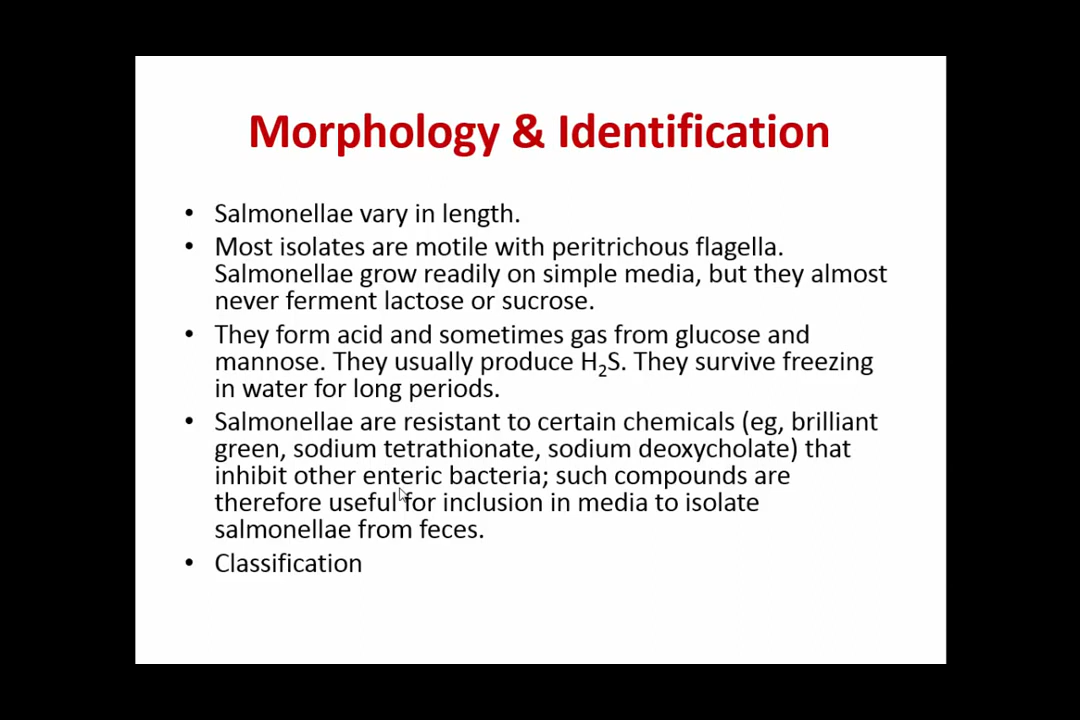 Morphology & Identification
• Salmonellae vary in length.
• Most isolates are motile with peritrichous flagella.
Salmonellae grow readily on simple media, but they almost
never ferment lactose or sucrose.
• They form acid and sometimes gas from glucose and
mannose. They usually produce H₂S. They survive freezing
in water for long periods.
• Salmonellae are resistant to certain chemicals (eg, brilliant
green, sodium tetrathionate, sodium deoxycholate) that
inhibit other enteric bacteria; such compounds are
therefore useful for inclusion in media to isolate
salmonellae from feces.
• Classification